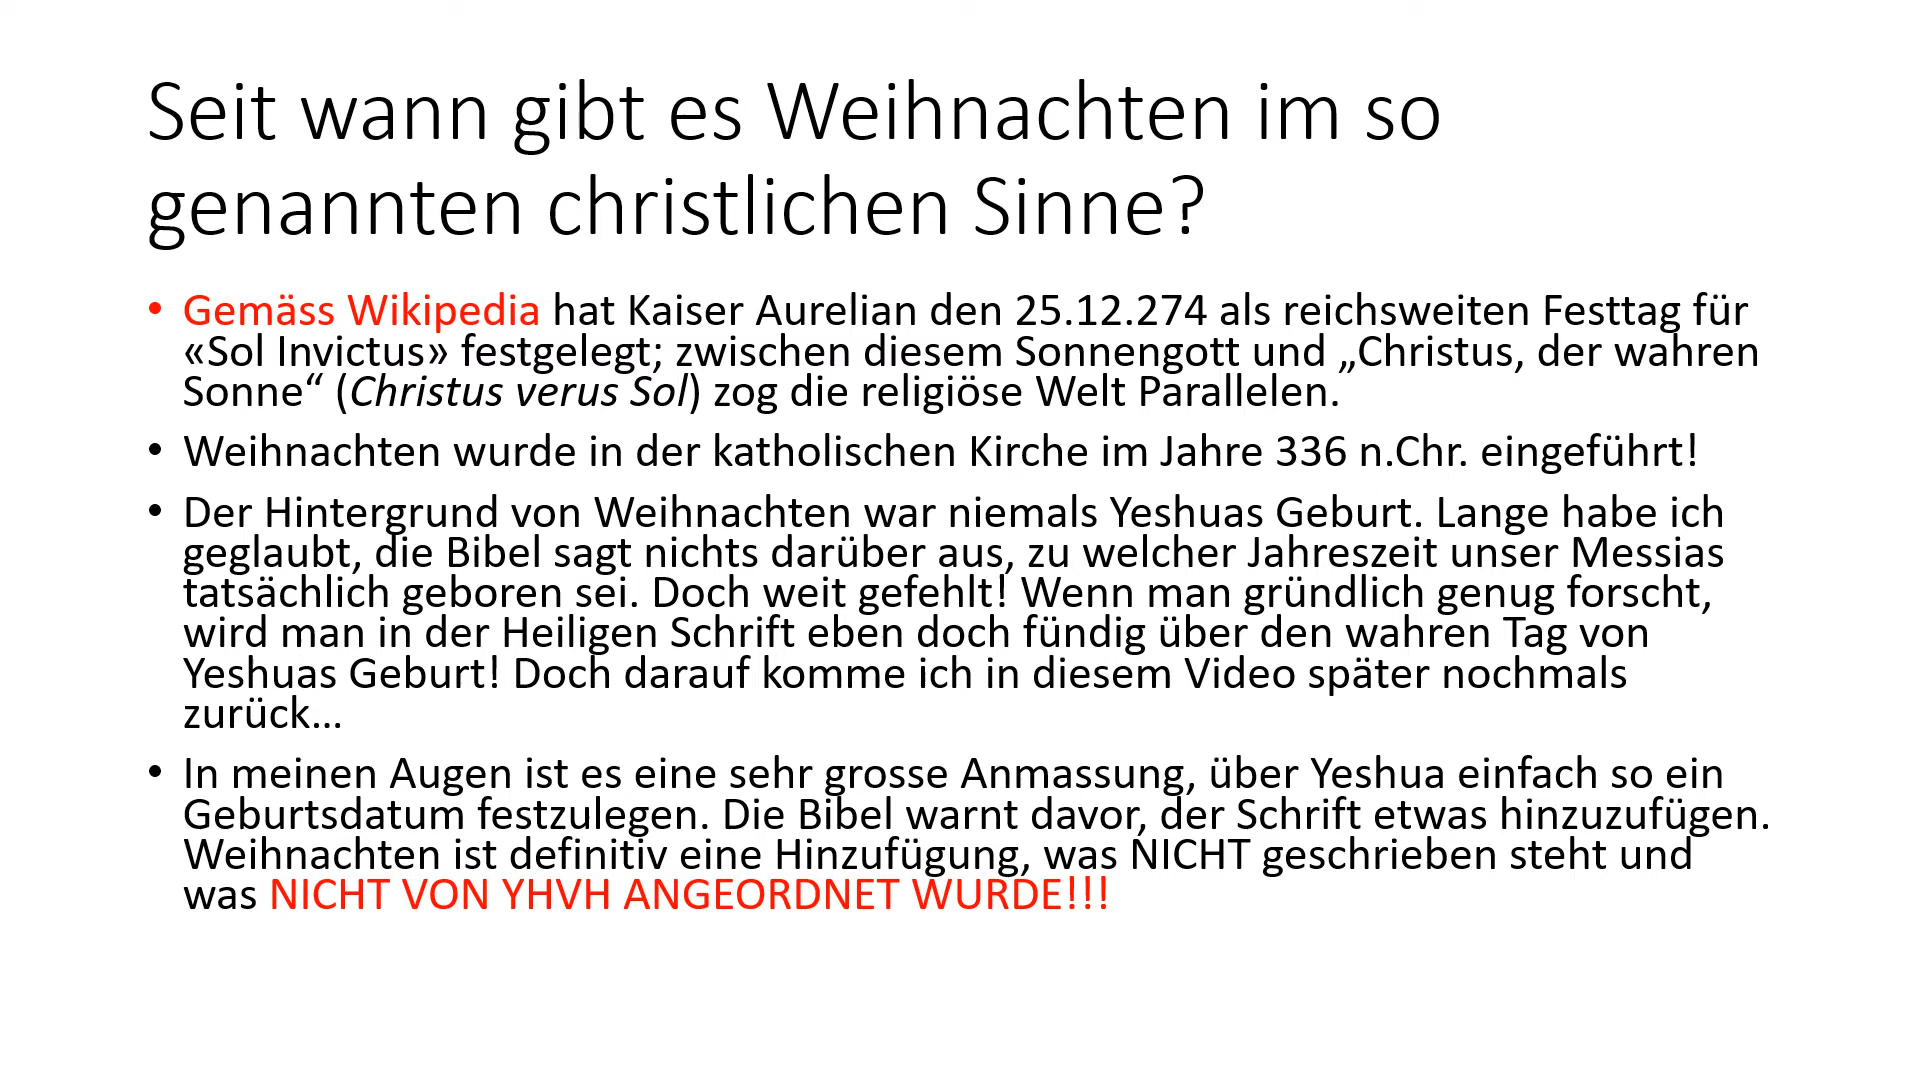 Seit wann gibt es Weihnachten im so
genannten christlichen Sinne?
• Gemäss Wikipedia hat Kaiser Aurelian den 25.12.274 als reichsweiten Festtag für
«Sol Invictus» festgelegt; zwischen diesem Sonnengott und „Christus, der wahren
Sonne“ (Christus verus Sol) zog die religiöse Welt Parallelen.
• Weihnachten wurde in der katholischen Kirche im Jahre 336 n.Chr. eingeführt!
• Der Hintergrund von Weihnachten war niemals Yeshuas Geburt. Lange habe ich
geglaubt, die Bibel sagt nichts darüber aus, zu welcher Jahreszeit unser Messias
tatsächlich geboren sei. Doch weit gefehlt! Wenn man gründlich genug forscht,
wird man in der Heiligen Schrift eben doch fündig über den wahren Tag von
Yeshuas Geburt! Doch darauf komme ich in diesem Video später nochmals
zurück…
• In meinen Augen ist es eine sehr grosse Anmassung, über Yeshua einfach so ein
Geburtsdatum festzulegen. Die Bibel warnt davor, der Schrift etwas hinzuzufügen.
Weihnachten ist definitiv eine Hinzufügung, was NICHT geschrieben steht und
was NICHT VON YHVH ANGEORDNET WURDE!!!